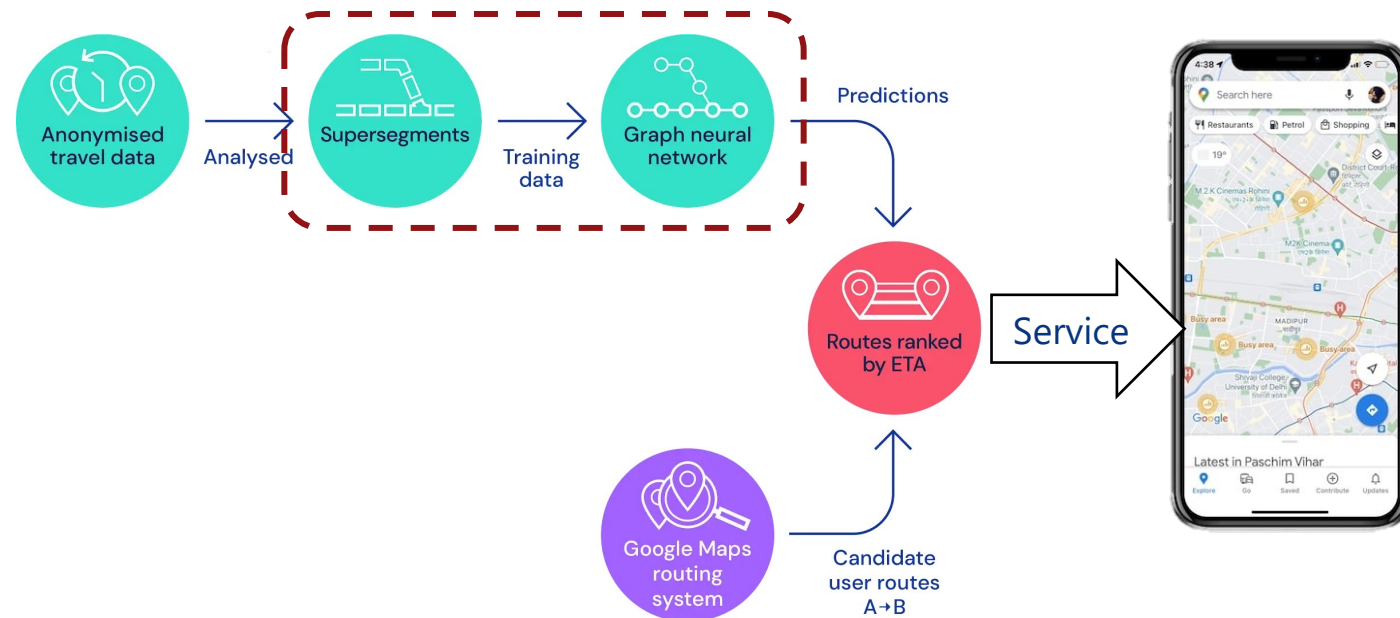 Anonymised
travel data
Analysed
Supersegments
Training
data
Graph neural
network
Predictions
Routes ranked
by ETA
Service
Google Maps
routing
system
Candidate
user routes
A→B
4:38
Search here
Restaurants
Petrol
Shopping
19°
District Court
M 2 K Cinemas Rohini
M2K Cinema
Busy area
MADIPUR
Busy area
Busy area
Shivaji College,
University of Delhi
Google
Latest in Paschim Vihar
Explore
Go
Saved
Contribute
Updates